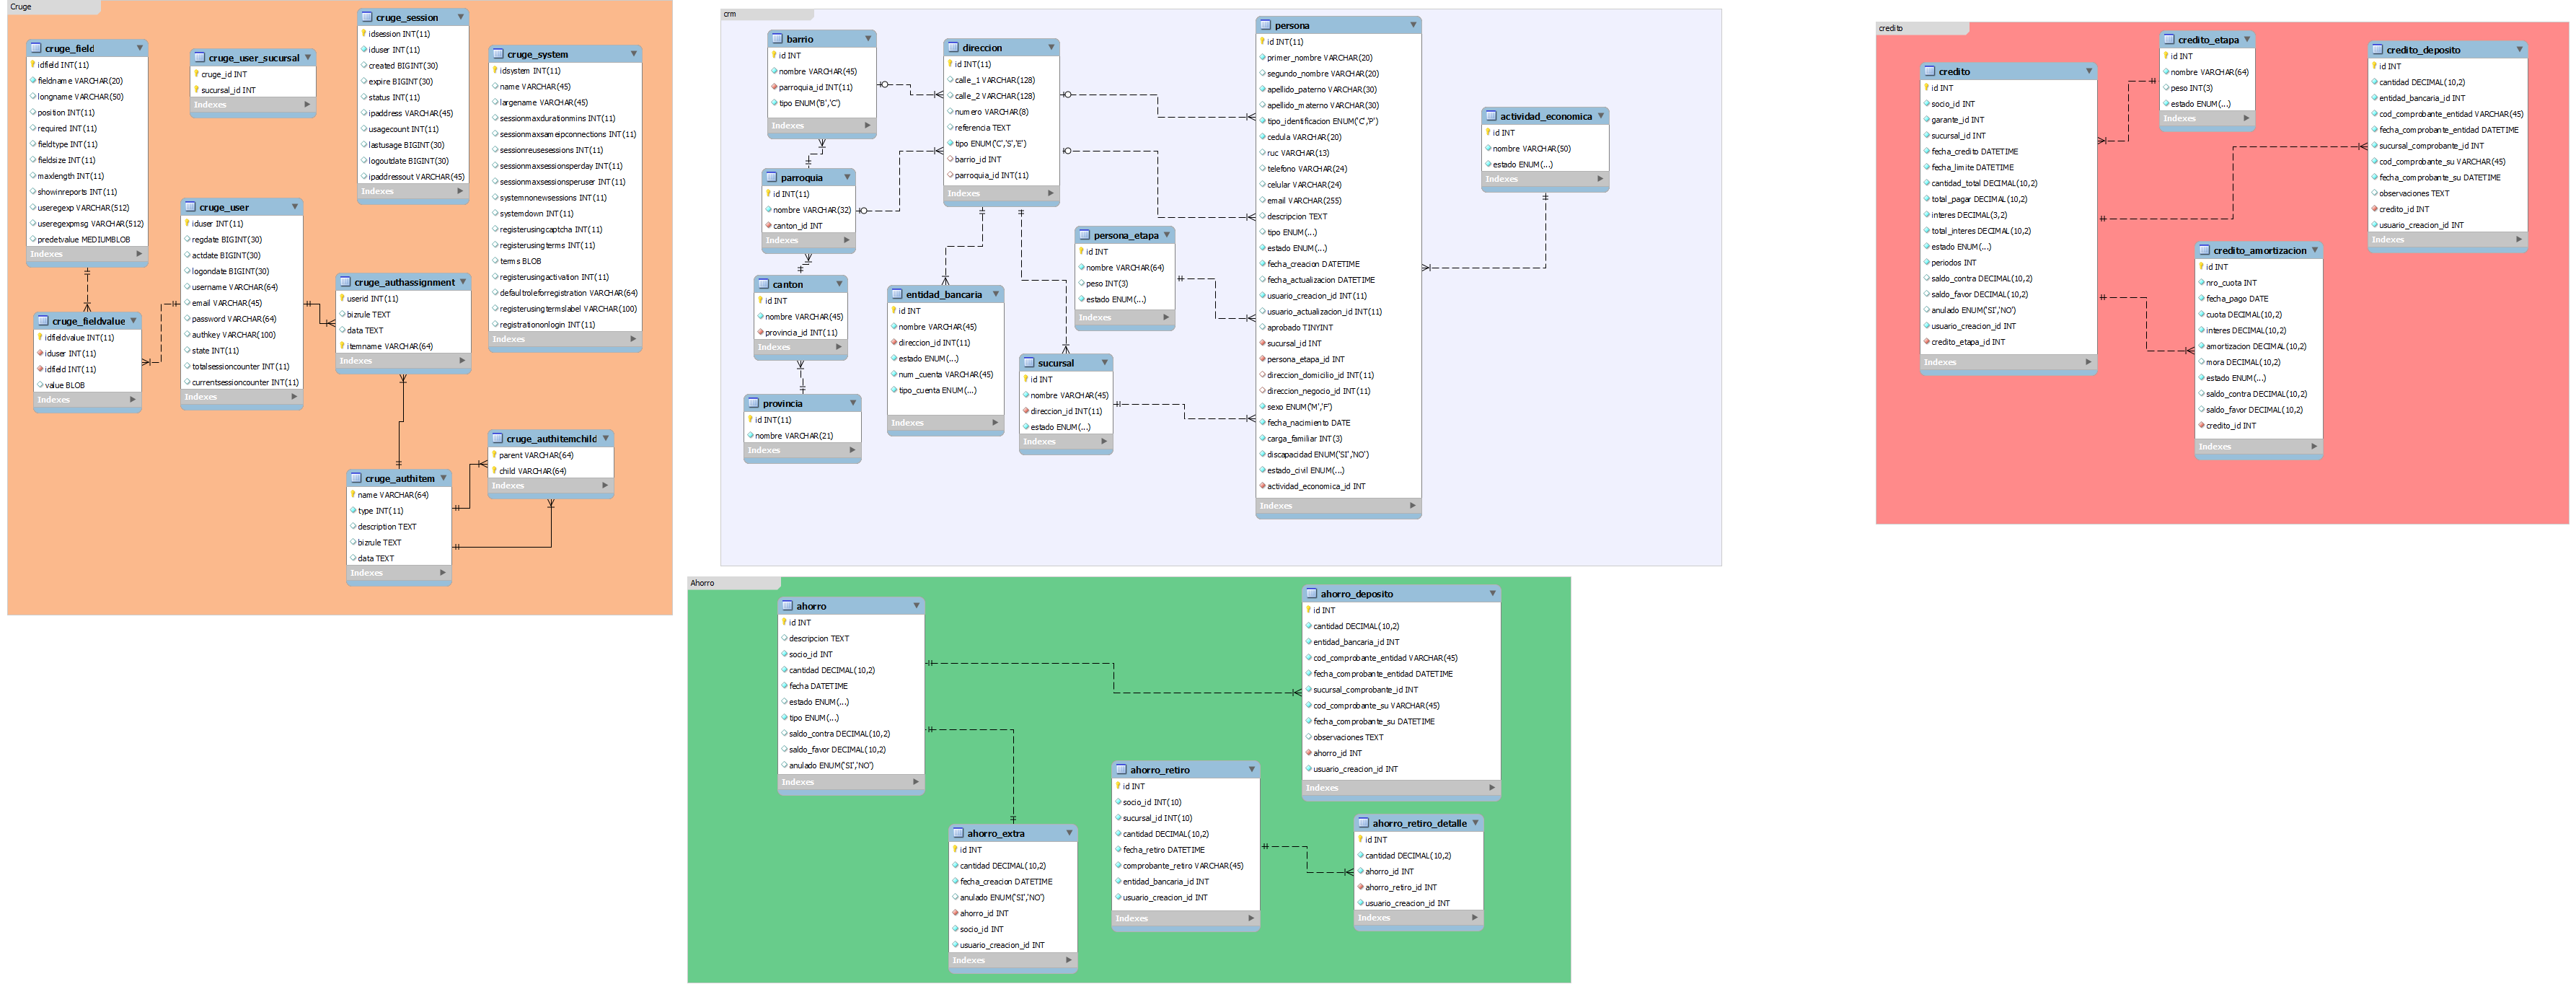 Cruge
cruge_field
idfield INT(11)
fieldname VARCHAR(20)
longname VARCHAR(50)
position INT(11)
required INT(11)
fieldtype INT(11)
fieldsize INT(11)
maxlength INT(11)
showinreports INT(11)
useregexp VARCHAR(512)
useregexpmsg VARCHAR(512)
predetvalue MEDIUMBLOB
Indexes
cruge_user_sucursal
cruge_id INT
sucursal_id INT
Indexes
cruge_session
idsession INT(11)
iduser INT(11)
created BIGINT(30)
expire BIGINT(30)
status INT(11)
ipaddress VARCHAR(45)
usagecount INT(11)
lastusage BIGINT(30)
logoutdate BIGINT(30)
ipaddressout VARCHAR(45)
Indexes
cruge_system
idsystem INT(11)
name VARCHAR(45)
largename VARCHAR(45)
sessionmaxdurationmins INT(11)
sessionmaxsameipconnections INT(11)
sessionreusesessions INT(11)
sessionmaxsessionsperday INT(11)
sessionmaxsessionsperuser INT(11)
systemnonewsessions INT(11)
systemdown INT(11)
registerusingcaptcha INT(11)
registerusingterms INT(11)
terms BLOB
registerusingactivation INT(11)
defaultroleforregistration VARCHAR(64)
registerusingtermslabel VARCHAR(100)
registrationonlogin INT(11)
Indexes
cruge_user
iduser INT(11)
regdate BIGINT(30)
actdate BIGINT(30)
logondate BIGINT(30)
username VARCHAR(64)
email VARCHAR(45)
password VARCHAR(64)
authkey VARCHAR(100)
state INT(11)
totalsessioncounter INT(11)
currentsessioncounter INT(11)
Indexes
cruge_authassignment
userid INT(11)
bizrule TEXT
data TEXT
itemname VARCHAR(64)
Indexes
cruge_fieldvalue
idfieldvalue INT(11)
iduser INT(11)
idfield INT(11)
value BLOB
Indexes
cruge_authitemchild
parent VARCHAR(64)
child VARCHAR(64)
Indexes
cruge_authitem
name VARCHAR(64)
type INT(11)
description TEXT
bizrule TEXT
data TEXT
Indexes
crm
barrio
id INT
nombre VARCHAR(45)
parroquia_id INT(11)
tipo ENUM('B','C')
Indexes
direccion
id INT(11)
calle_1 VARCHAR(128)
calle_2 VARCHAR(128)
numero VARCHAR(8)
referencia TEXT
tipo ENUM('C','S','E')
barrio_id INT
parroquia_id INT(11)
Indexes
persona
id INT(11)
primer_nombre VARCHAR(20)
segundo_nombre VARCHAR(20)
apellido_paterno VARCHAR(30)
apellido_materno VARCHAR(30)
tipo_identificacion ENUM('C','P')
cedula VARCHAR(20)
ruc VARCHAR(13)
telefono VARCHAR(24)
celular VARCHAR(24)
email VARCHAR(255)
descripcion TEXT
tipo ENUM(...)
estado ENUM(...)
fecha_creacion DATETIME
fecha_actualizacion DATETIME
usuario_creacion_id INT(11)
usuario_actualizacion_id INT(11)
aprobado TINYINT
sucursal_id INT
persona_etapa_id INT
direccion_domicilio_id INT(11)
direccion_negocio_id INT(11)
sexo ENUM('M','F')
fecha_nacimiento DATE
carga_familiar INT(3)
discapacidad ENUM('SI','NO')
estado_civil ENUM(...)
actividad_economica_id INT
Indexes
actividad_economica
id INT
nombre VARCHAR(50)
estado ENUM(...)
Indexes
parroquia
id INT(11)
nombre VARCHAR(32)
canton_id INT(11)
Indexes
persona_etapa
id INT
nombre VARCHAR(64)
peso INT(3)
estado ENUM(...)
Indexes
canton
id INT
nombre VARCHAR(45)
provincia_id INT(11)
Indexes
entidad_bancaria
id INT
nombre VARCHAR(45)
direccion_id INT(11)
estado ENUM(...)
num_cuenta VARCHAR(45)
tipo_cuenta ENUM(...)
Indexes
sucursal
id INT
nombre VARCHAR(45)
direccion_id INT(11)
estado ENUM(...)
Indexes
provincia
id INT(11)
nombre VARCHAR(21)
Indexes
credito
credito
id INT
socio_id INT
garante_id INT
sucursal_id INT
fecha_credito DATETIME
fecha_limite DATETIME
cantidad_total DECIMAL(10,2)
total_pagar DECIMAL(10,2)
interes DECIMAL(3,2)
total_interes DECIMAL(10,2)
estado ENUM(...)
periodos INT
saldo_contra DECIMAL(10,2)
saldo_favor DECIMAL(10,2)
anulado ENUM('SI','NO')
usuario_creacion_id INT
credito_etapa_id INT
Indexes
credito_etapa
id INT
nombre VARCHAR(64)
peso INT(3)
estado ENUM(...)
Indexes
credito_deposito
id INT
cantidad DECIMAL(10,2)
entidad_bancaria_id INT
cod_comprobante_entidad VARCHAR(45)
fecha_comprobante_entidad DATETIME
sucursal_comprobante_id INT
cod_comprobante_su VARCHAR(45)
fecha_comprobante_su DATETIME
observaciones TEXT
credito_id INT
usuario_creacion_id INT
Indexes
credito_amortizacion
id INT
nro_cuota INT
fecha_pago DATE
cuota DECIMAL(10,2)
interes DECIMAL(10,2)
amortizacion DECIMAL(10,2)
mora DECIMAL(10,2)
estado ENUM(...)
saldo_contra DECIMAL(10,2)
saldo_favor DECIMAL(10,2)
credito_id INT
Indexes
Ahorro
ahorro
id INT
descripcion TEXT
socio_id INT
cantidad DECIMAL(10,2)
fecha DATETIME
estado ENUM(...)
tipo ENUM(...)
saldo_contra DECIMAL(10,2)
saldo_favor DECIMAL(10,2)
anulado ENUM('SI','NO')
Indexes
ahorro_deposito
id INT
cantidad DECIMAL(10,2)
entidad_bancaria_id INT
cod_comprobante_entidad VARCHAR(45)
fecha_comprobante_entidad DATETIME
sucursal_comprobante_id INT
cod_comprobante_su VARCHAR(45)
fecha_comprobante_su DATETIME
observaciones TEXT
ahorro_id INT
usuario_creacion_id INT
Indexes
ahorro_retiro
id INT
socio_id INT(10)
sucursal_id INT(10)
cantidad DECIMAL(10,2)
fecha_retiro DATETIME
comprobante_retiro VARCHAR(45)
entidad_bancaria_id INT
usuario_creacion_id INT
Indexes
ahorro_retiro_detalle
id INT
cantidad DECIMAL(10,2)
ahorro_id INT
ahorro_retiro_id INT
usuario_creacion_id INT
Indexes
ahorro_extra
id INT
cantidad DECIMAL(10,2)
fecha_creacion DATETIME
anulado ENUM('SI','NO')
ahorro_id INT
socio_id INT
usuario_creacion_id INT
Indexes